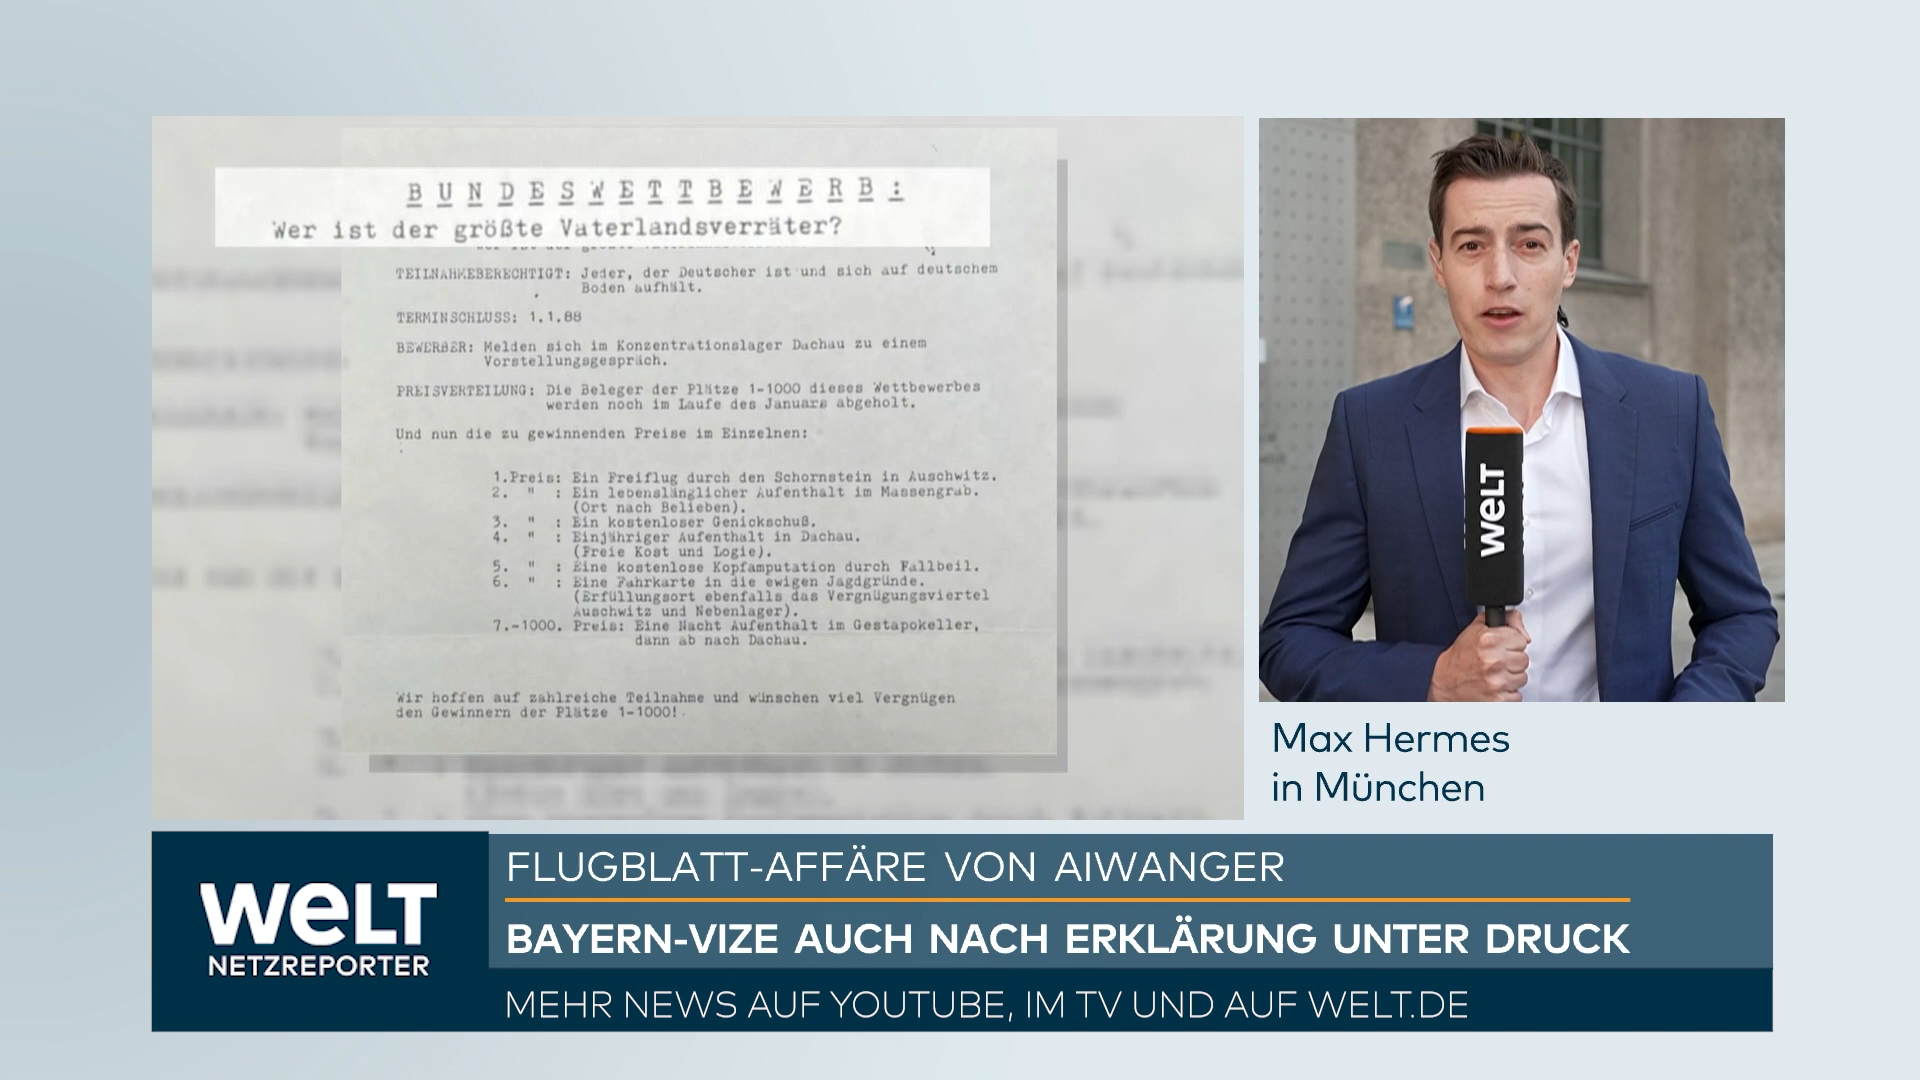 BUNDESWETTBEWERB:
Wer ist der größte Vaterlandsverräter?
TEILNAHMEBERECHTIGT: Jeder, der Deutscher ist und sich auf deutschem
Boden aufhält.
TERMINSCHLUSS: 1.1.88
BEWERBER: Melden sich im Konzentrationslager Dachau zu einem
Vorstellungsgespräch.
PREISVERTEILUNG: Die Beleger der Plätze 1-1000 dieses Wettbewerbes
werden noch im Laufe des Januars abgeholt.
Und nun die zu gewinnenden Preise im Einzelnen:
1.Preis: Ein Freiflug durch den Schornstein in Auschwitz.
2. " : Ein lebenslänglicher Aufenthalt im Massengrab.
(Ort nach Belieben).
3. " : Ein kostenloser Genickschuß.
4. " : Einjähriger Aufenthalt in Dachau.
(Freie Kost und Logie).
5. " : Eine kostenlose Kopfamputation durch Fallbeil.
6. " : Eine Fahrkarte in die ewigen Jagdgründe.
(Erfüllungsort ebenfalls das Vergnügungsviertel
Auschwitz und Nebenlager).
7.-1000. Preis: Eine Nacht Aufenthalt im Gestapokeller,
dann ab nach Dachau.
Wir hoffen auf zahlreiche Teilnahme und wünschen viel Vergnügen
den Gewinnern der Plätze 1-1000!
welt
Max Hermes
in München
welt
NETZREPORTER
FLUGBLATT-AFFÄRE VON AIWANGER
BAYERN-VIZE AUCH NACH ERKLÄRUNG UNTER DRUCK
MEHR NEWS AUF YOUTUBE, IM TV UND AUF WELT.DE